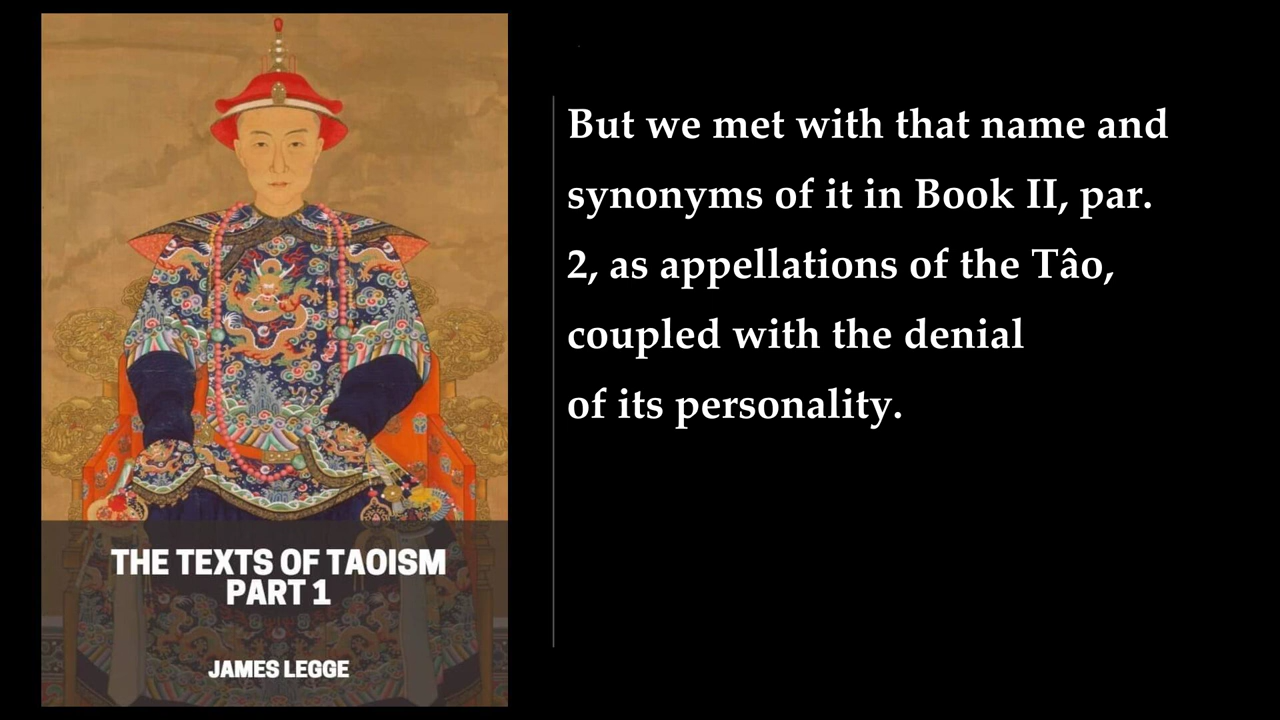 THE TEXTS OF TAOISM
PART 1
JAMES LEGGE
But we met with that name and
synonyms of it in Book II, par.
2, as appellations of the Tâo,
coupled with the denial
of its personality.